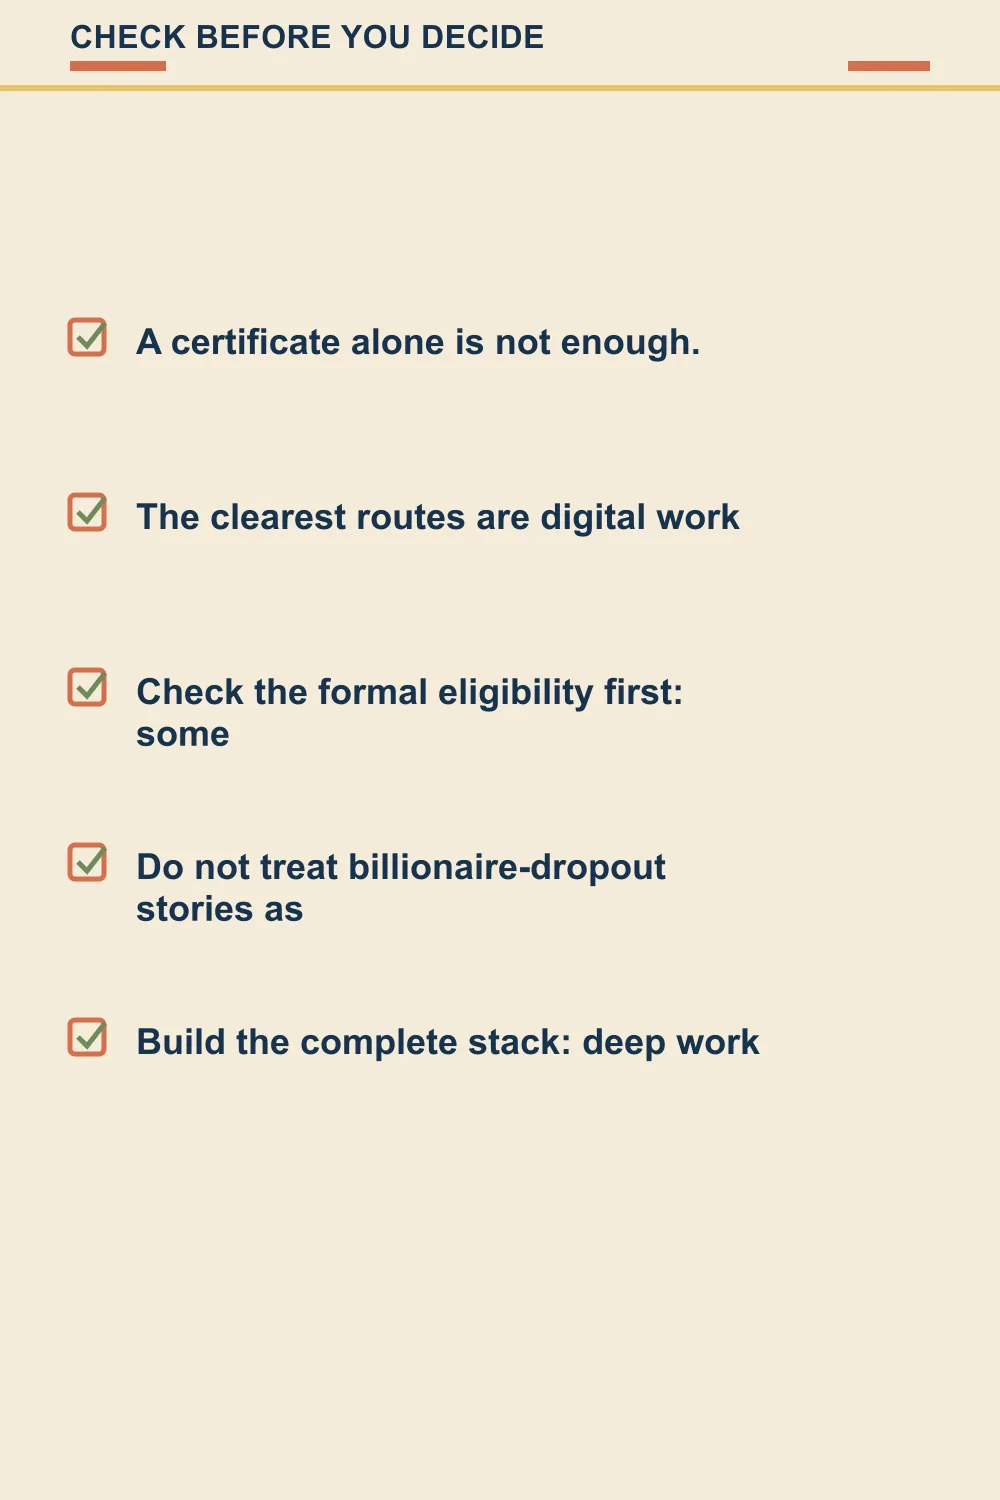 CHECK BEFORE YOU DECIDE
A certificate alone is not enough.
The clearest routes are digital work
Check the formal eligibility first:
some
Do not treat billionaire-dropout
stories as
Build the complete stack: deep work